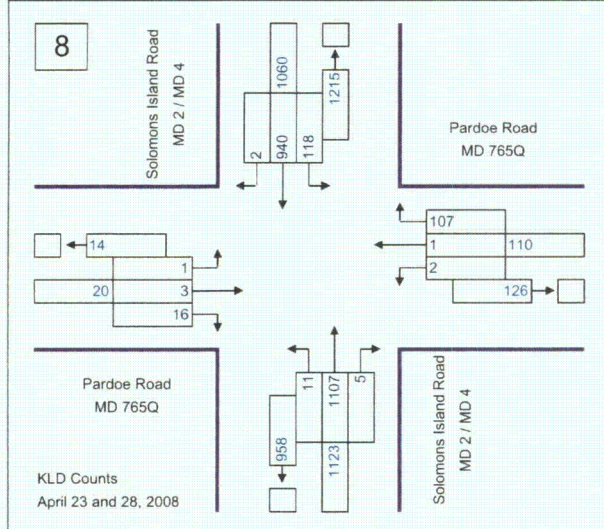 8
Solomons Island Road
MD 2 / MD 4
1060
1215
2
940
118
Pardoe Road
MD 765Q
14
1
20
3
16
107
1
110
2
126
Pardoe Road
MD 765Q
11
1107
5
958
1123
Solomons Island Road
MD 2 / MD 4
KLD Counts
April 23 and 28, 2008